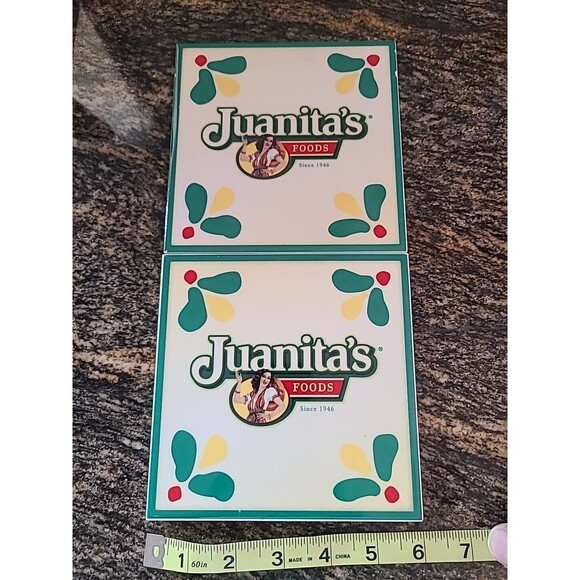 Juanita's®
FOODS
Since 1946
Juanita's®
FOODS
Since 1946
1 60in 2 3 MADE IN 4 CHINA 5 6 7